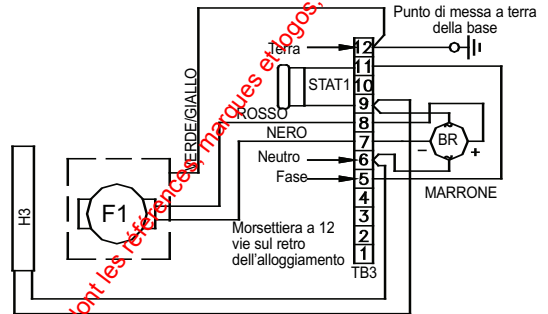 Punto di messa a terra
della base
Terra
12
11
10
9
8
7
6
5
4
3
2
1
TB3
STAT1
VERDE/GIALLO
ROSSO
NERO
Neutro
Fase
BR
- +
MARRONE
H3
F1
Morsettiera a 12
vie sul retro
dell'alloggiamento
dont les références, marques et logos,